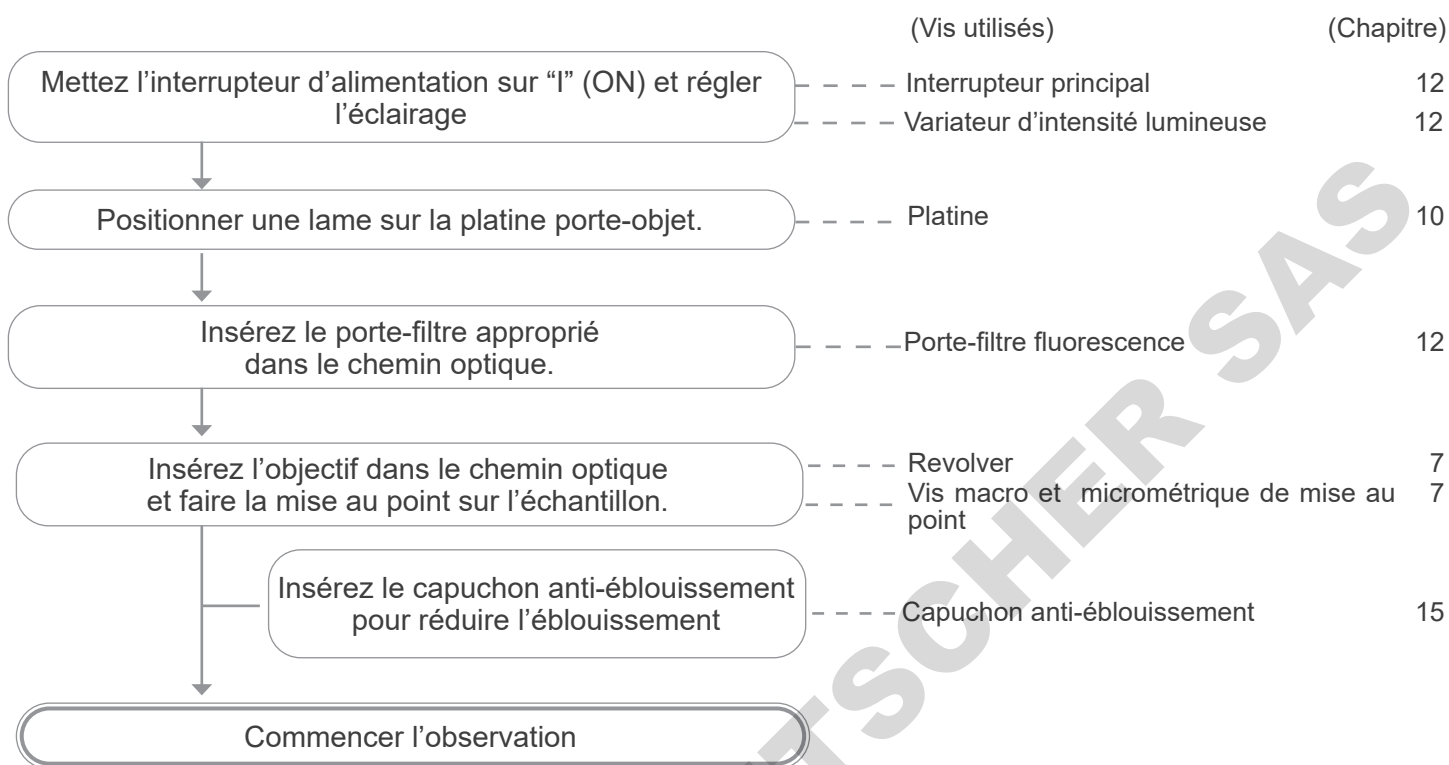 (Vis utilisés) (Chapitre)
Mettez l’interrupteur d’alimentation sur “I” (ON) et régler
l’éclairage
Interrupteur principal 12
Variateur d’intensité lumineuse 12
Positionner une lame sur la platine porte-objet.
Platine 10
Insérez le porte-filtre approprié
dans le chemin optique.
Porte-filtre fluorescence 12
Insérez l’objectif dans le chemin optique
et faire la mise au point sur l’échantillon.
Revolver 7
Vis macro et micrométrique de mise au 7
point
Insérez le capuchon anti-éblouissement
pour réduire l’éblouissement
Capuchon anti-éblouissement 15
Commencer l’observation
TSCHER SAS